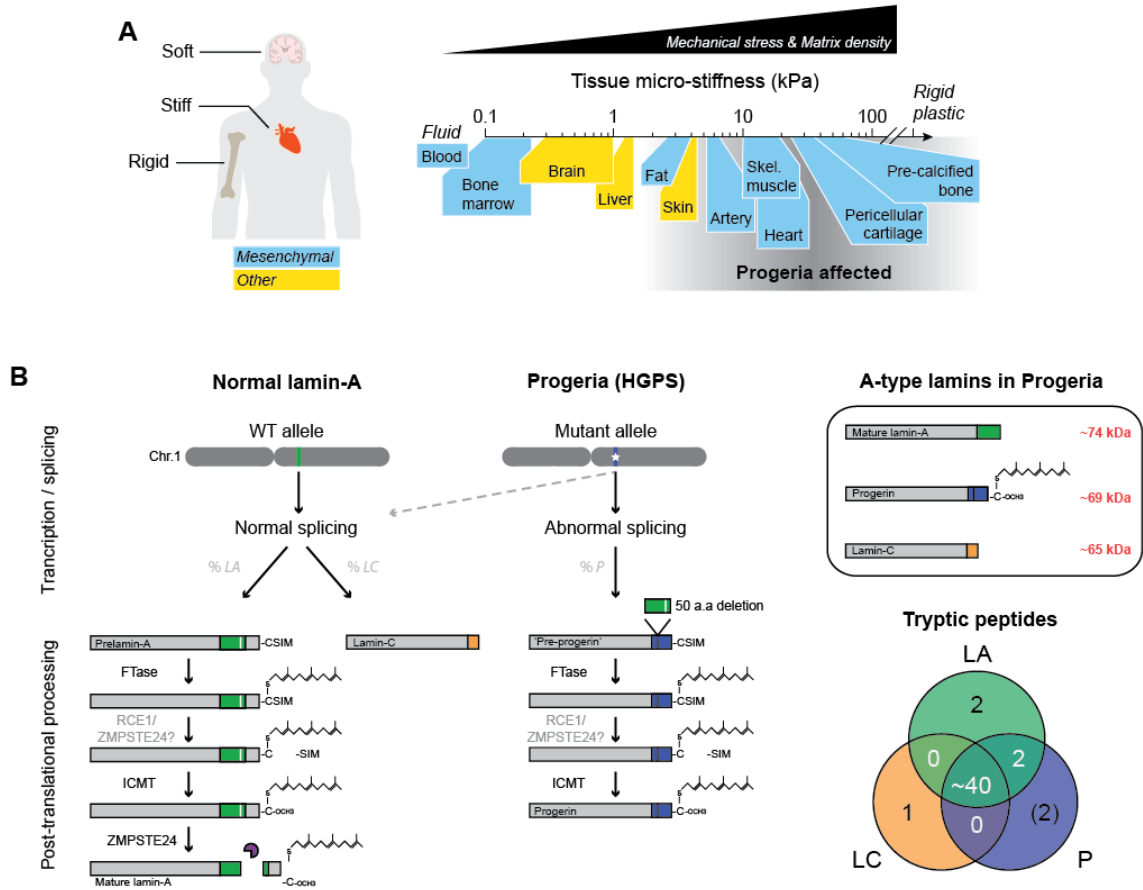 A
Soft
Stiff
Rigid
Mesenchymal
Other
Mechanical stress & Matrix density
Tissue micro-stiffness (kPa)
Rigid
plastic
0.1
1
10
100
Fluid
Blood
Bone
marrow
Brain
Liver
Fat
Skin
Artery
Skel.
muscle
Heart
Pericellular
cartilage
Pre-calcified
bone
Progeria affected
B
Normal lamin-A
Progeria (HGPS)
A-type lamins in Progeria
Trancription / splicing
WT allele
Mutant allele
Chr.1
Normal splicing
Abnormal splicing
% LA
% LC
% P
Mature lamin-A
~74 kDa
Progerin
S
-C-OCH3
~69 kDa
Lamin-C
~65 kDa
50 a.a deletion
Post-translational processing
Prelamin-A
-CSIM
Lamin-C
'Pre-progerin'
-CSIM
FTase
FTase
S
-CSIM
S
-CSIM
RCE1/
ZMPSTE24?
RCE1/
ZMPSTE24?
S
-C
-SIM
S
-C
-SIM
ICMT
ICMT
S
-C-OCH3
Progerin
S
-C-OCH3
ZMPSTE24
Mature lamin-A
S
-C-OCH3
Tryptic peptides
LA
2
0
2
~40
1
0
(2)
LC
P